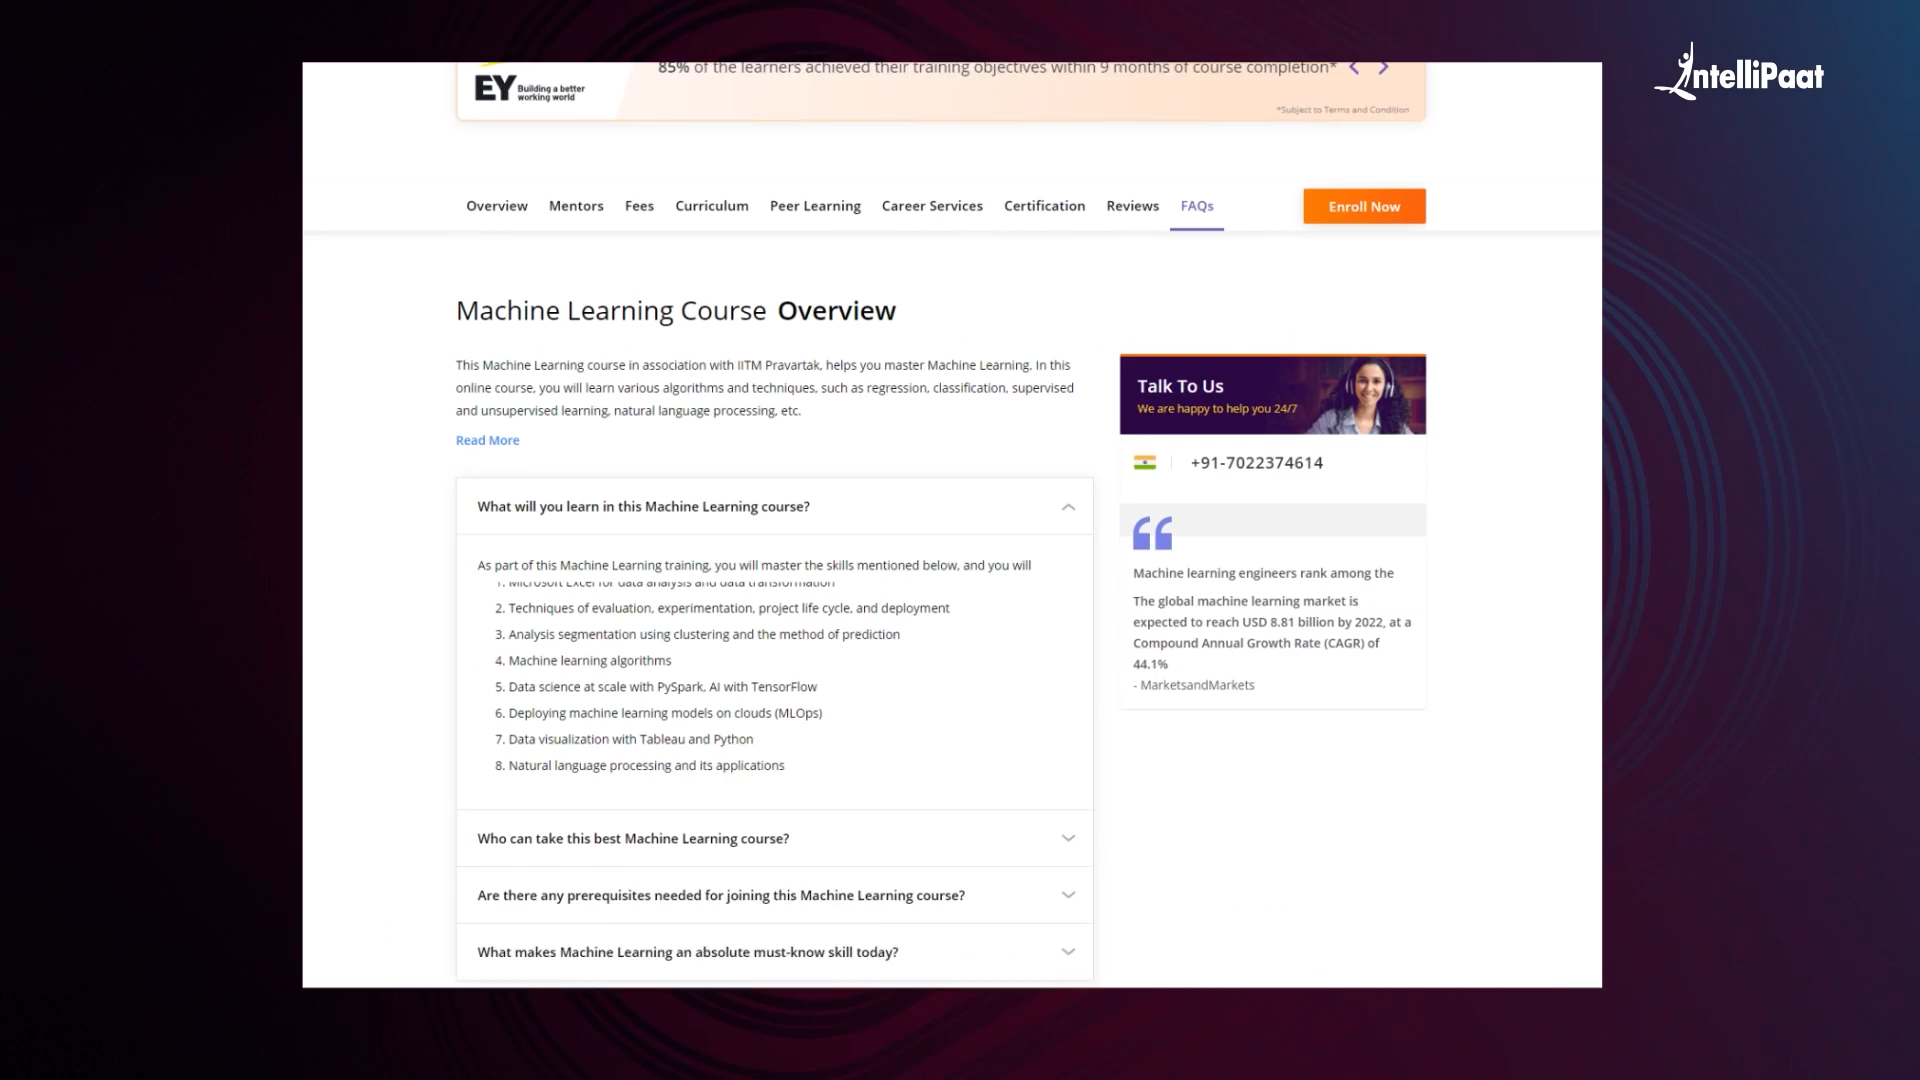 85% of the learners achieved their training objectives within 9 months of course completion*
EY Building a better
working world
*Subject to Terms and Condition
IntelliPaat
Overview Mentors Fees Curriculum Peer Learning Career Services Certification Reviews FAQs Enroll Now
Machine Learning Course Overview
This Machine Learning course in association with IITM Pravartak, helps you master Machine Learning. In this
online course, you will learn various algorithms and techniques, such as regression, classification, supervised
and unsupervised learning, natural language processing, etc.
Read More
What will you learn in this Machine Learning course?
As part of this Machine Learning training, you will master the skills mentioned below, and you will
1. Microsoft Excel for data analysis and data transformation
2. Techniques of evaluation, experimentation, project life cycle, and deployment
3. Analysis segmentation using clustering and the method of prediction
4. Machine learning algorithms
5. Data science at scale with PySpark, AI with TensorFlow
6. Deploying machine learning models on clouds (MLOps)
7. Data visualization with Tableau and Python
8. Natural language processing and its applications
Who can take this best Machine Learning course?
Are there any prerequisites needed for joining this Machine Learning course?
What makes Machine Learning an absolute must-know skill today?
Talk To Us
We are happy to help you 24/7
+91-7022374614
Machine learning engineers rank among the
The global machine learning market is
expected to reach USD 8.81 billion by 2022, at a
Compound Annual Growth Rate (CAGR) of
44.1%
- MarketsandMarkets